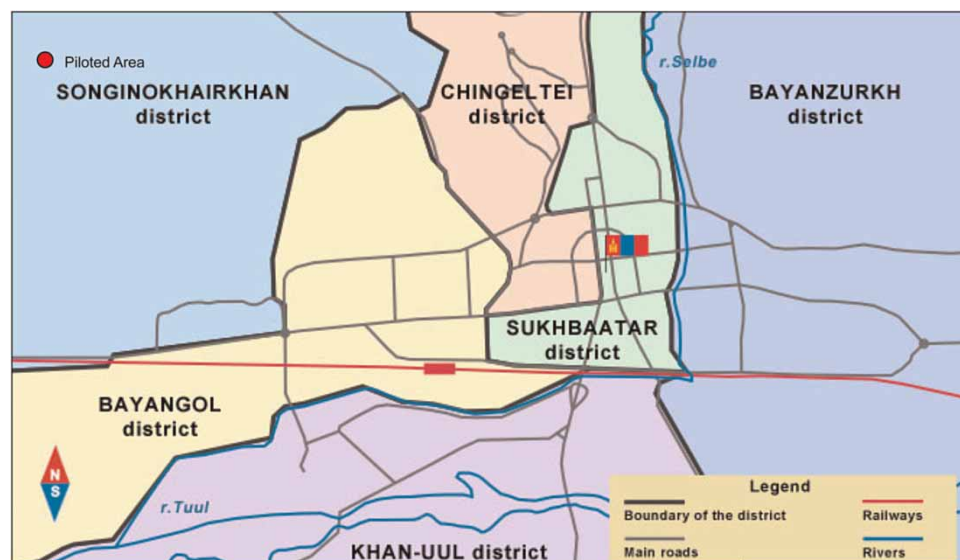 Piloted Area
SONGINOKHAIRKHAN
district
CHINGELTEI
district
r.Selbe
BAYANZURKH
district
SUKHBAATAR
district
BAYANGOL
district
N
S
r.Tuul
KHAN-UUL district
Legend
Boundary of the district
Railways
Main roads
Rivers